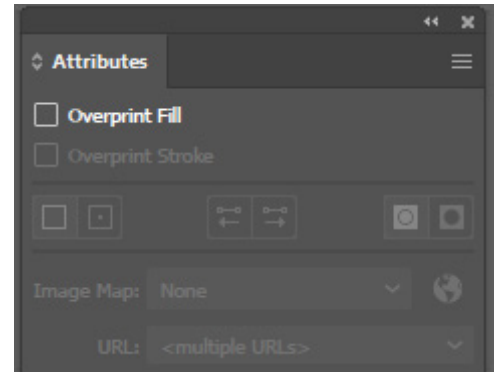 Attributes
Overprint Fill
Overprint Stroke
Image Map: None
URL: <multiple URLs>